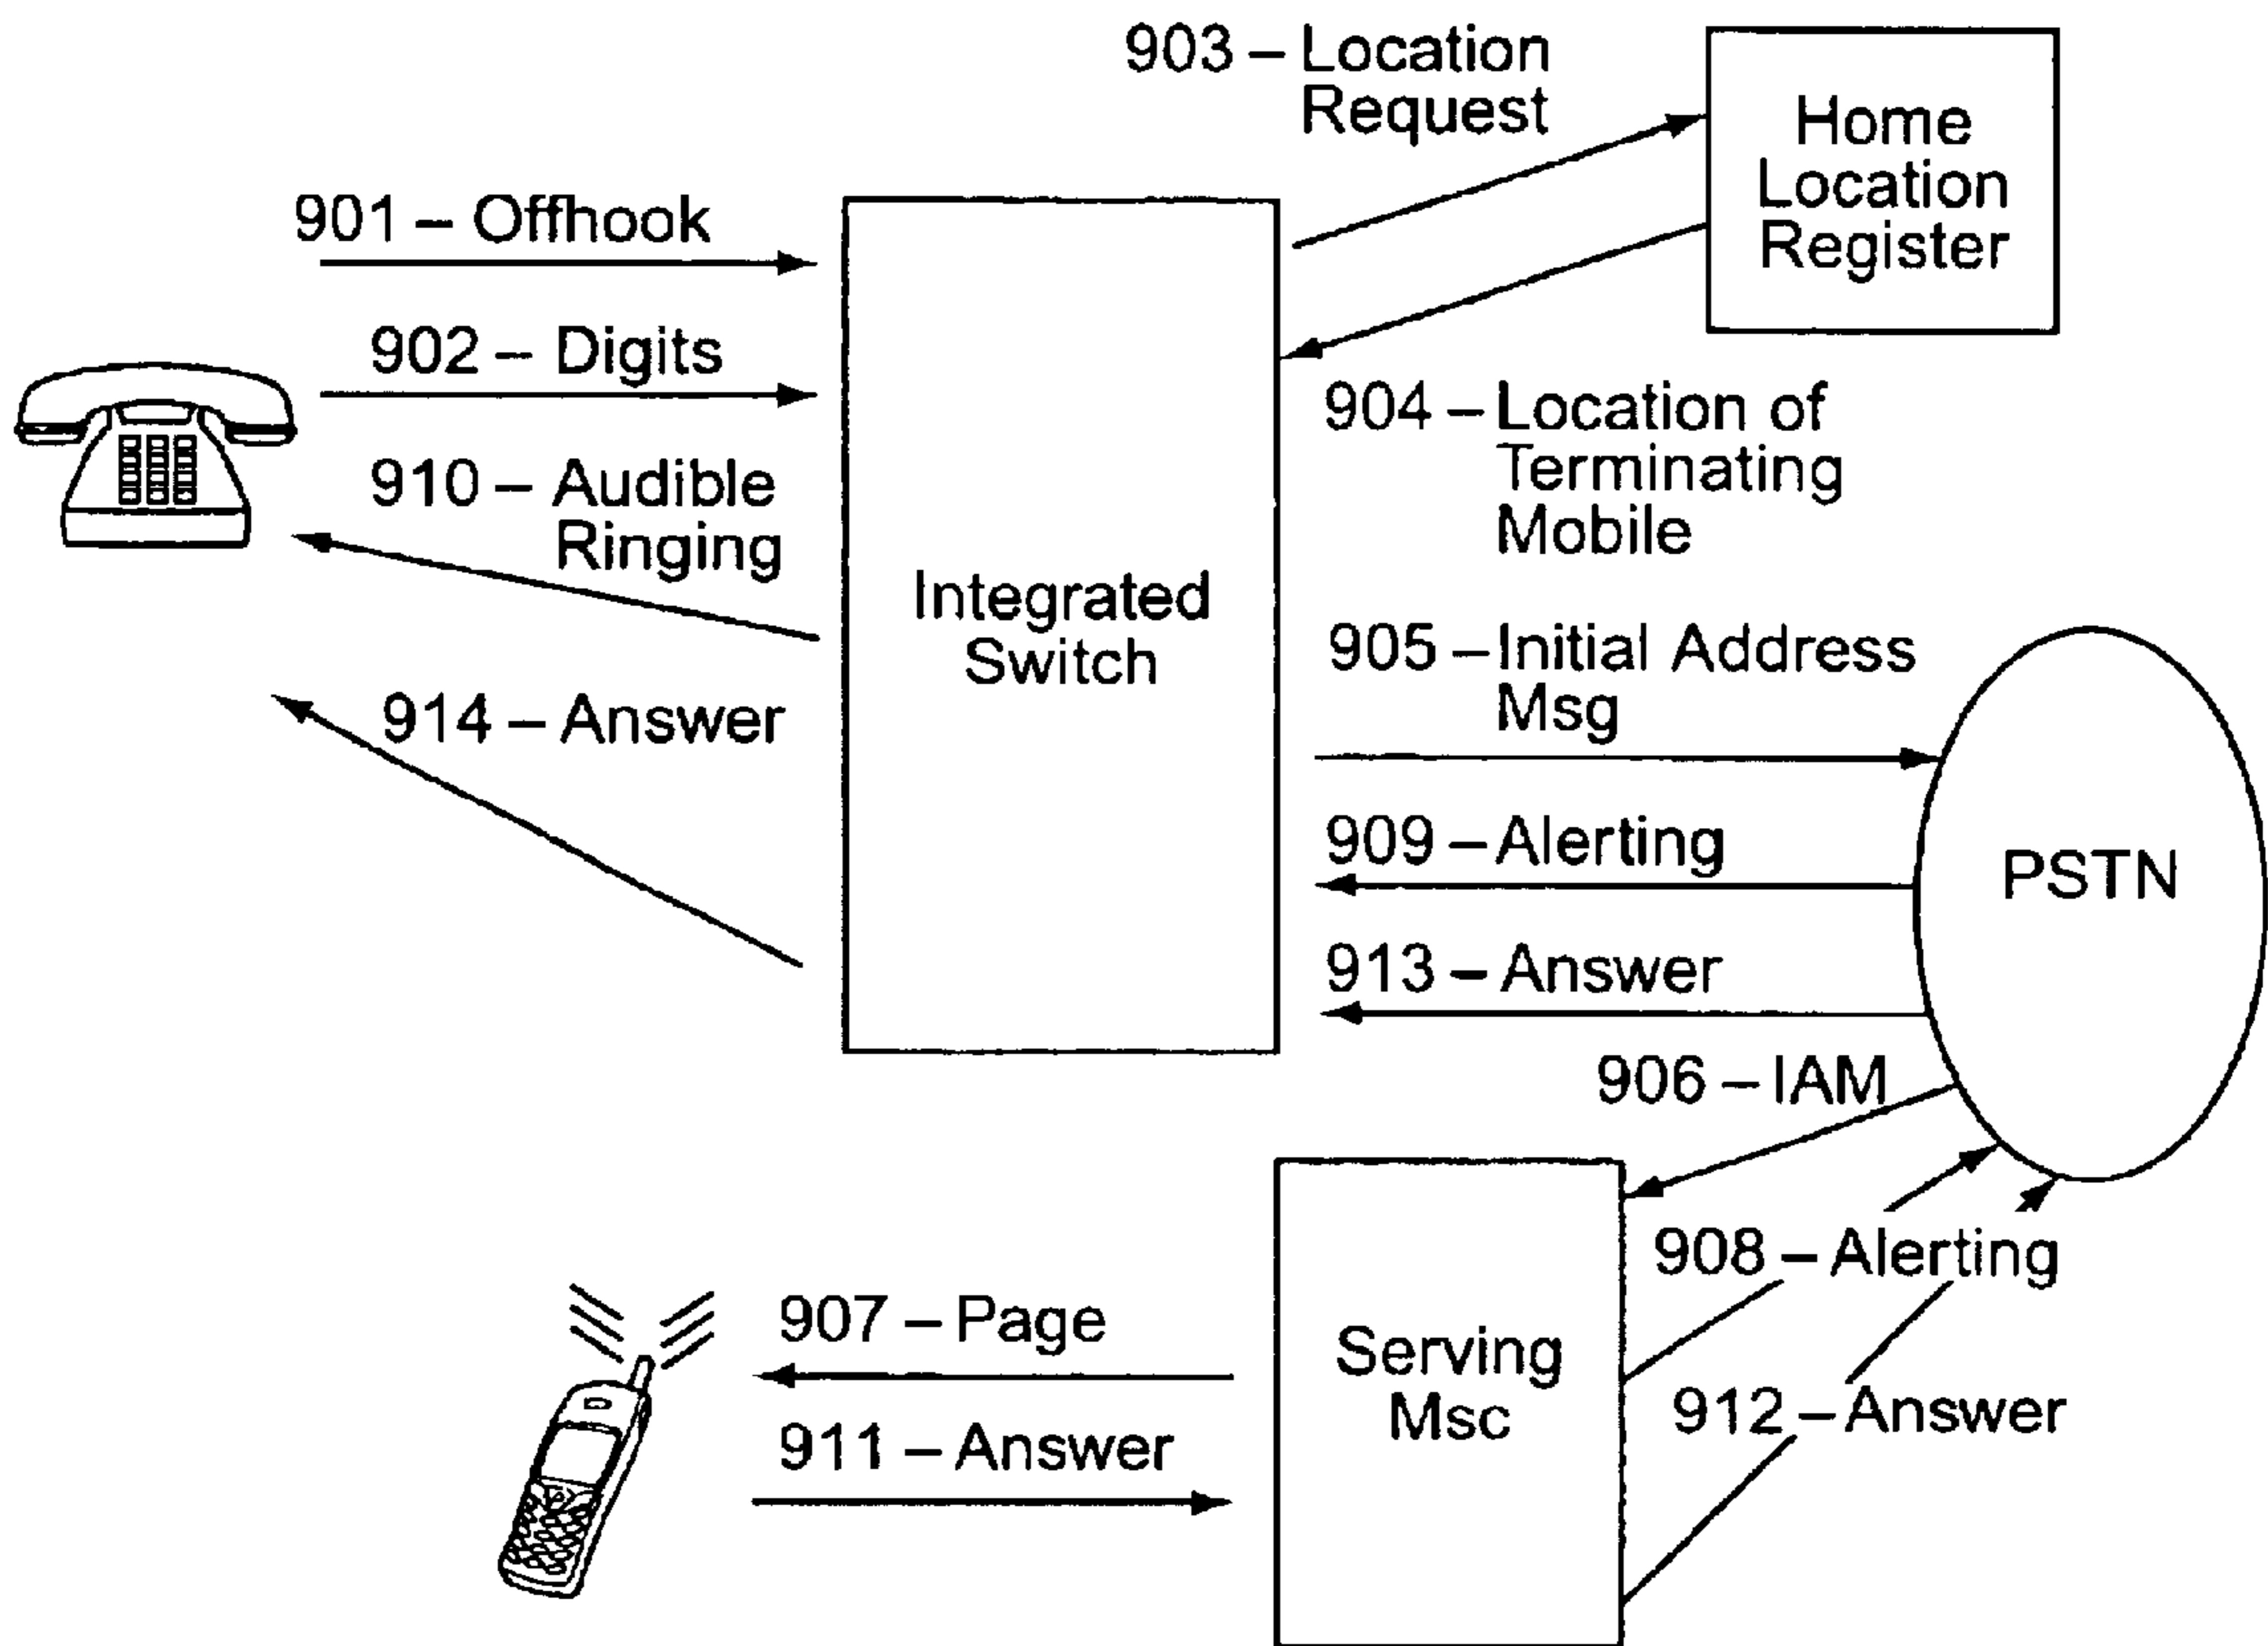 903 – Location
Request
Home
Location
Register
901 – Offhook
902 – Digits
904 – Location of
Terminating
Mobile
910 – Audible
Ringing
Integrated
Switch
905 – Initial Address
Msg
914 – Answer
909 – Alerting
PSTN
913 – Answer
906 – IAM
908 – Alerting
907 – Page
Serving
Msc
912 – Answer
911 – Answer